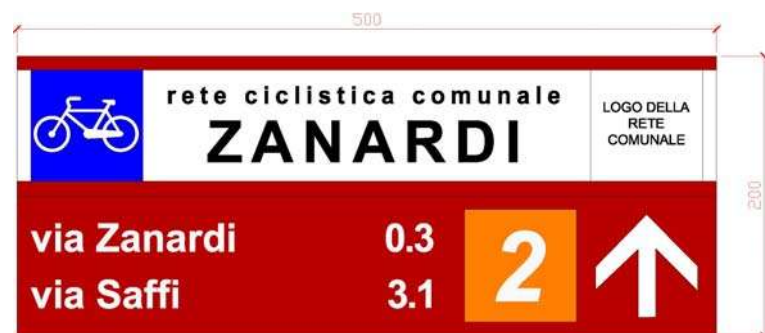 500
rete ciclistica comunale
ZANARDI
LOGO DELLA
RETE
COMUNALE
200
via Zanardi 0.3
via Saffi 3.1
2